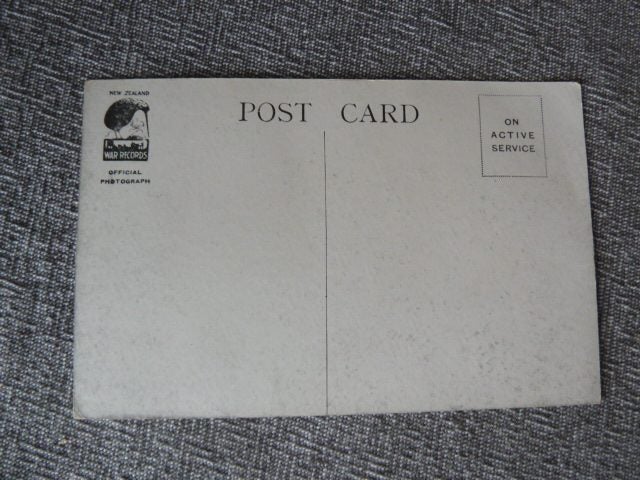 NEW ZEALAND
WAR RECORDS
OFFICIAL
PHOTOGRAPH
POST CARD
ON
ACTIVE
SERVICE